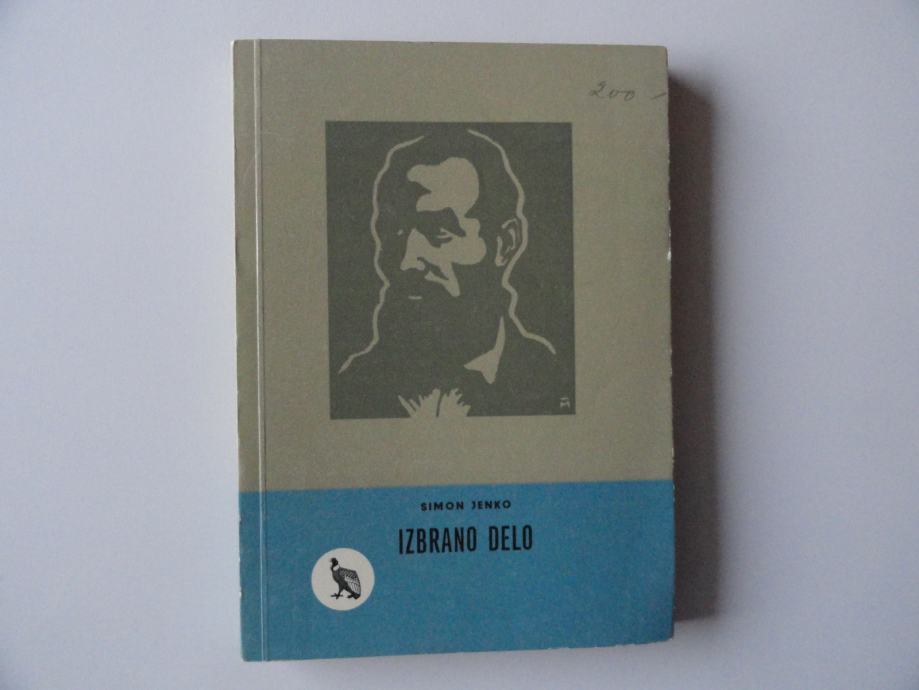 200 -
SIMON JENKO
IZBRANO DELO